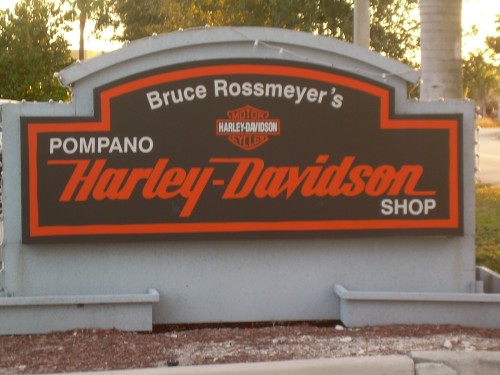 Bruce Rossmeyer's
MOTOR
HARLEY-DAVIDSON
CYCLES
POMPANO
Harley-Davidson
SHOP